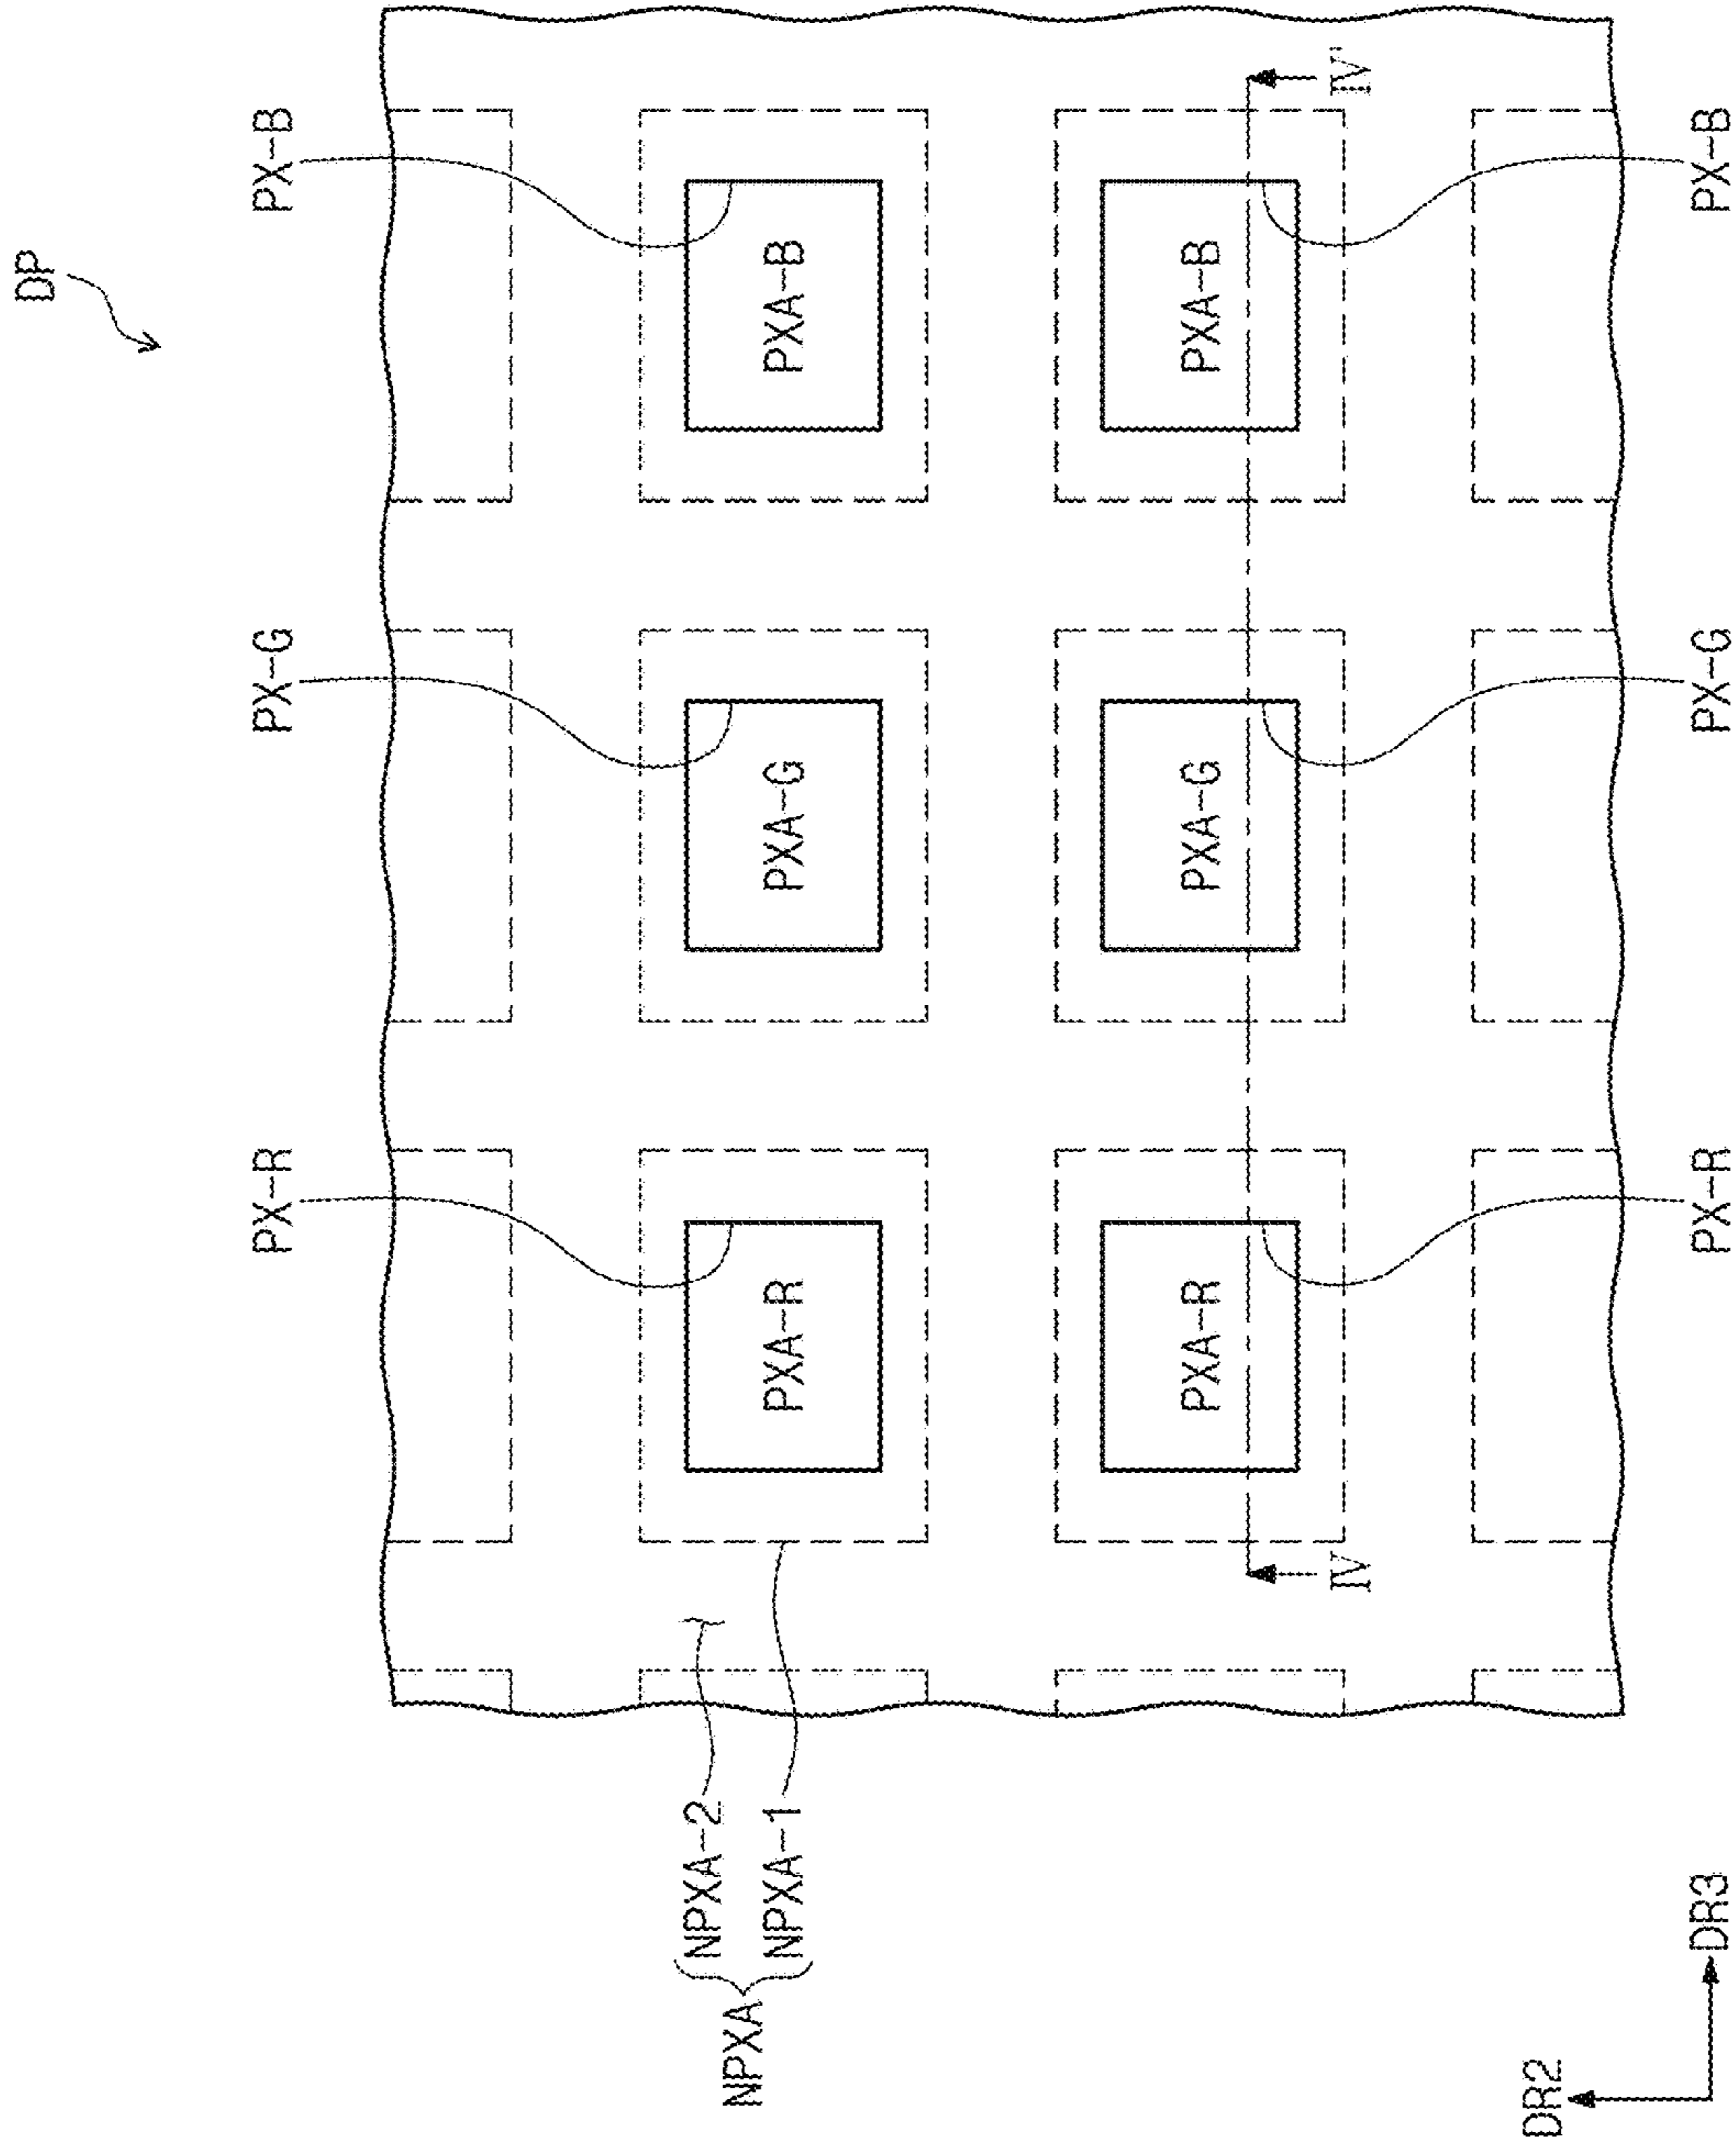 DP
PX-R
PX-G
PX-B
NPXA-2
NPXA
NPXA-1
PXA-R
PXA-G
PXA-B
PXA-R
PXA-G
PXA-B
IV
IV'
DR2
DR3
PX-R
PX-G
PX-B